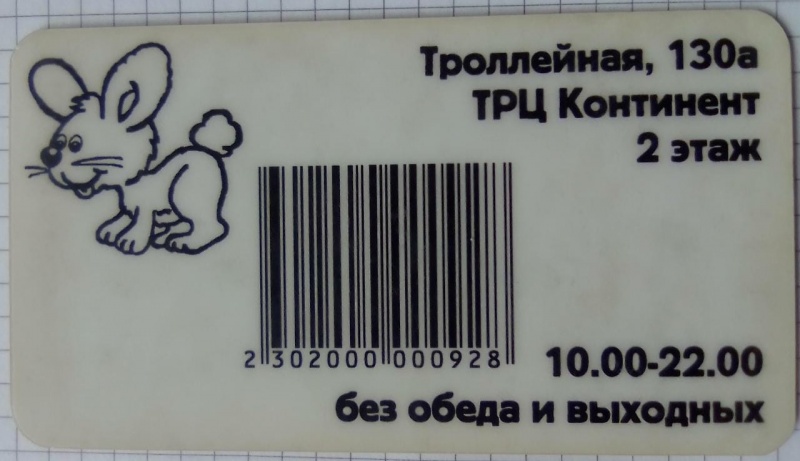 Троллейная, 130а
ТРЦ Континент
2 этаж
2 302000 000928
10.00-22.00
без обеда и выходных